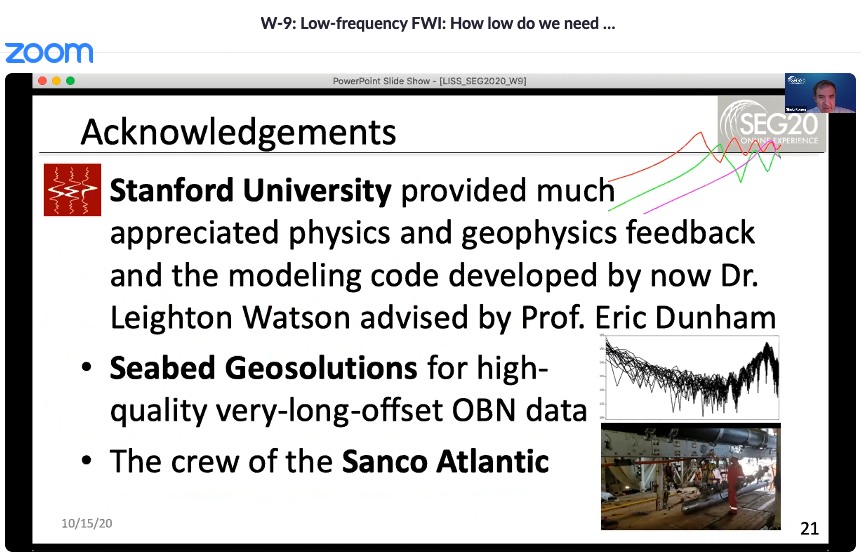 W-9: Low-frequency FWI: How low do we need ...
zoom
PowerPoint Slide Show - [LISS_SEG2020_W9]
SEG20
ONLINE EXPERIENCE
Acknowledgements
Stanford University provided much
appreciated physics and geophysics feedback
and the modeling code developed by now Dr.
Leighton Watson advised by Prof. Eric Dunham
• Seabed Geosolutions for high-
quality very-long-offset OBN data
• The crew of the Sanco Atlantic
10/15/20
21